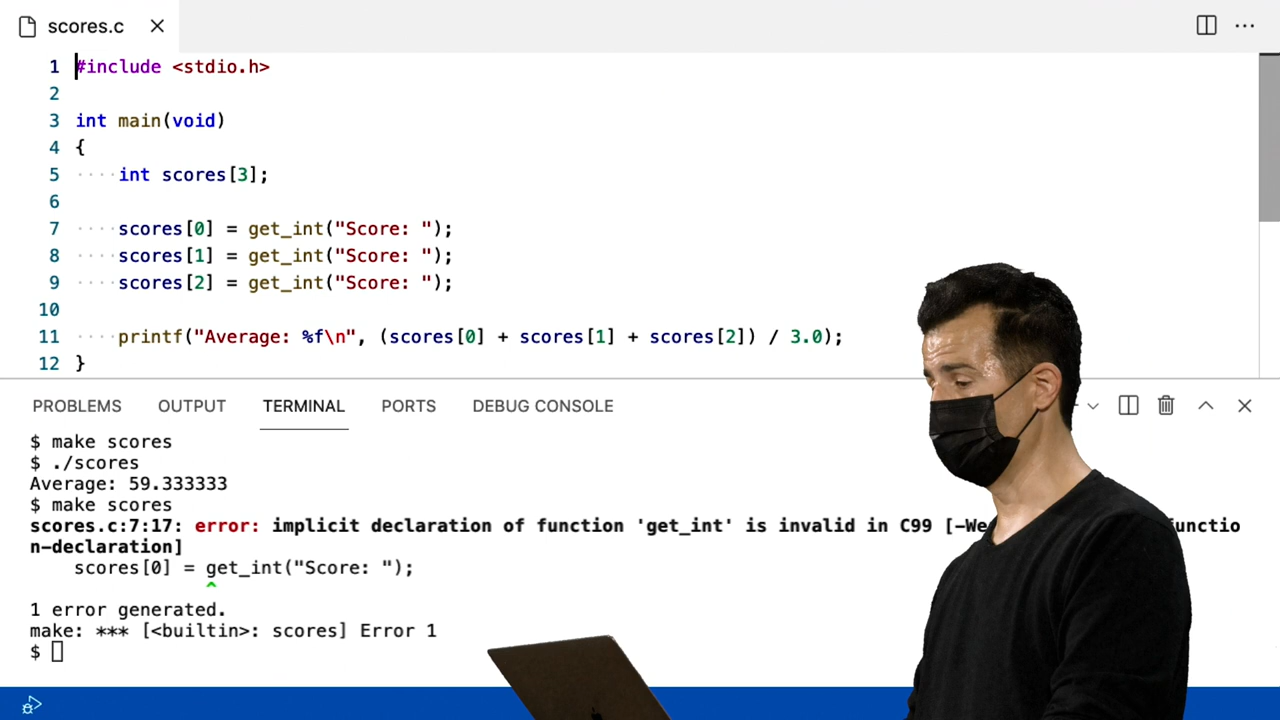 scores.c
1 #include <stdio.h>
2
3 int main(void)
4 {
5 ····int scores[3];
6
7 ····scores[0] = get_int("Score: ");
8 ····scores[1] = get_int("Score: ");
9 ····scores[2] = get_int("Score: ");
10
11 ····printf("Average: %f\n", (scores[0] + scores[1] + scores[2]) / 3.0);
12 }
PROBLEMS OUTPUT TERMINAL PORTS DEBUG CONSOLE
$ make scores
$ ./scores
Average: 59.333333
$ make scores
scores.c:7:17: error: implicit declaration of function 'get_int' is invalid in C99 [-We functio
n-declaration]
scores[0] = get_int("Score: ");
^
1 error generated.
make: *** [<builtin>: scores] Error 1
$